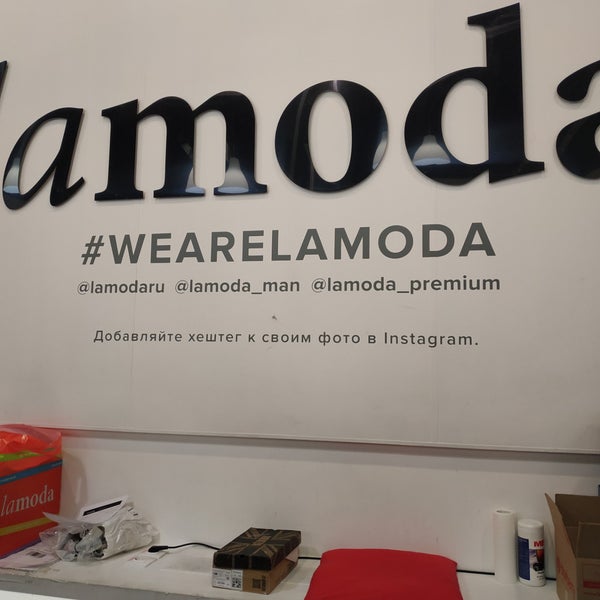 lamoda
#WEARELAMODA
@lamodaru @lamoda_man @lamoda_premium
Добавляйте хештег к своим фото в Instagram.
lamoda